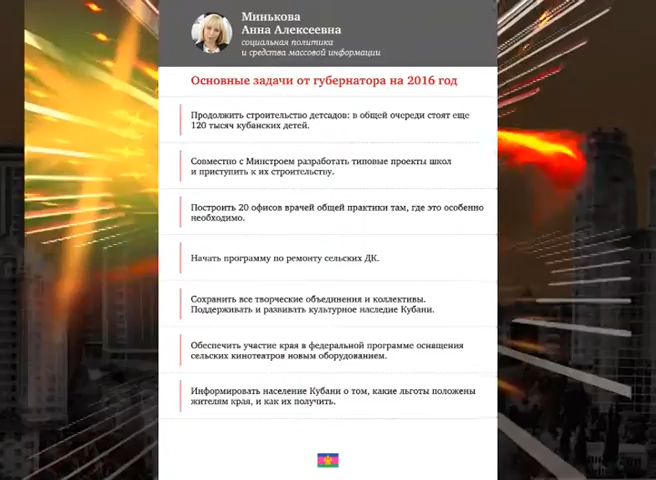 Минькова
Анна Алексеевна
социальная политика
и средства массовой информации
Основные задачи от губернатора на 2016 год
Продолжить строительство детсадов: в общей очереди стоят еще
120 тысяч кубанских детей.
Совместно с Минстроем разработать типовые проекты школ
и приступить к их строительству.
Построить 20 офисов врачей общей практики там, где это особенно
необходимо.
Начать программу по ремонту сельских ДК.
Сохранить все творческие объединения и коллективы.
Поддерживать и развивать культурное наследие Кубани.
Обеспечить участие края в федеральной программе оснащения
сельских кинотеатров новым оборудованием.
Информировать население Кубани о том, какие льготы положены
жителям края, и как их получить.